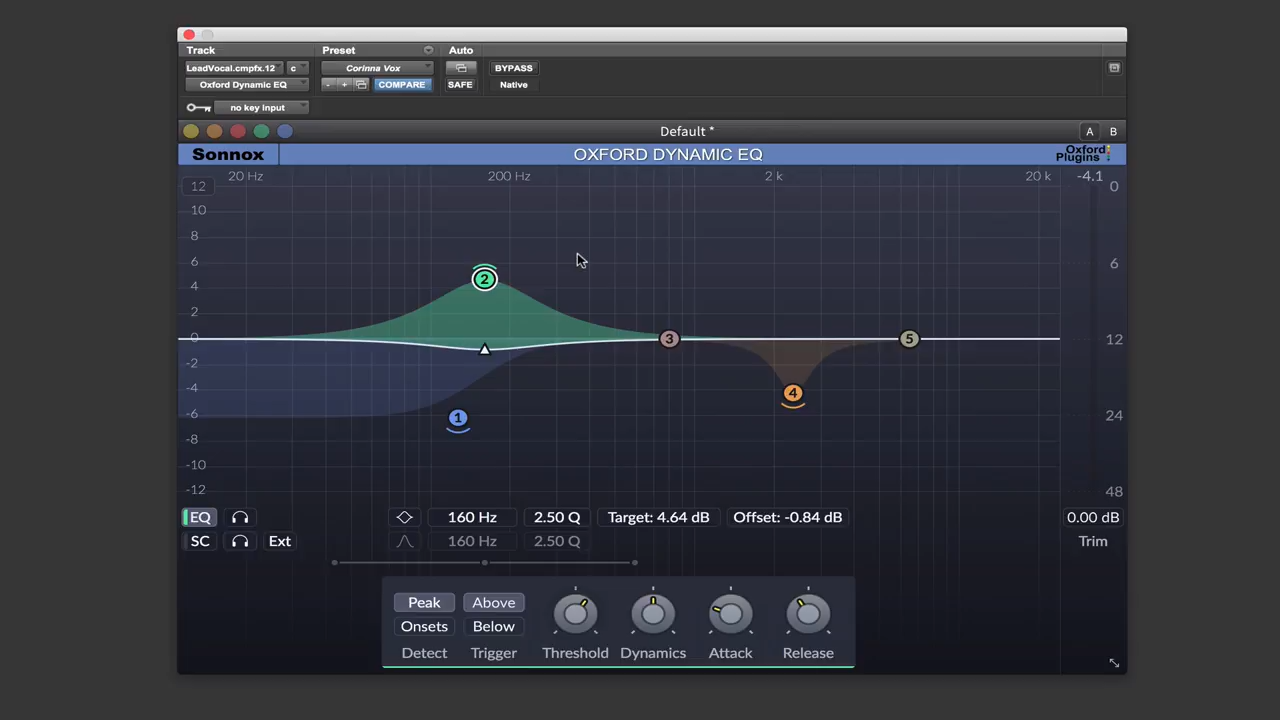 Track Preset Auto
LeadVocal.cmpfx.12 c Corinna Vox BYPASS
Oxford Dynamic EQ - + COMPARE SAFE Native
no key input
Default * A B
Sonnox OXFORD DYNAMIC EQ Oxford Plugins
20 Hz 200 Hz 2 k 20 k -4.1
12 0
10
8
6 6
4 2
2
0 3 5 12
-2
-4 4
-6 1 24
-8
-10
-12 48
EQ 160 Hz 2.50 Q Target: 4.64 dB Offset: -0.84 dB 0.00 dB
SC Ext 160 Hz 2.50 Q Trim
Peak Above
Onsets Below
Detect Trigger Threshold Dynamics Attack Release